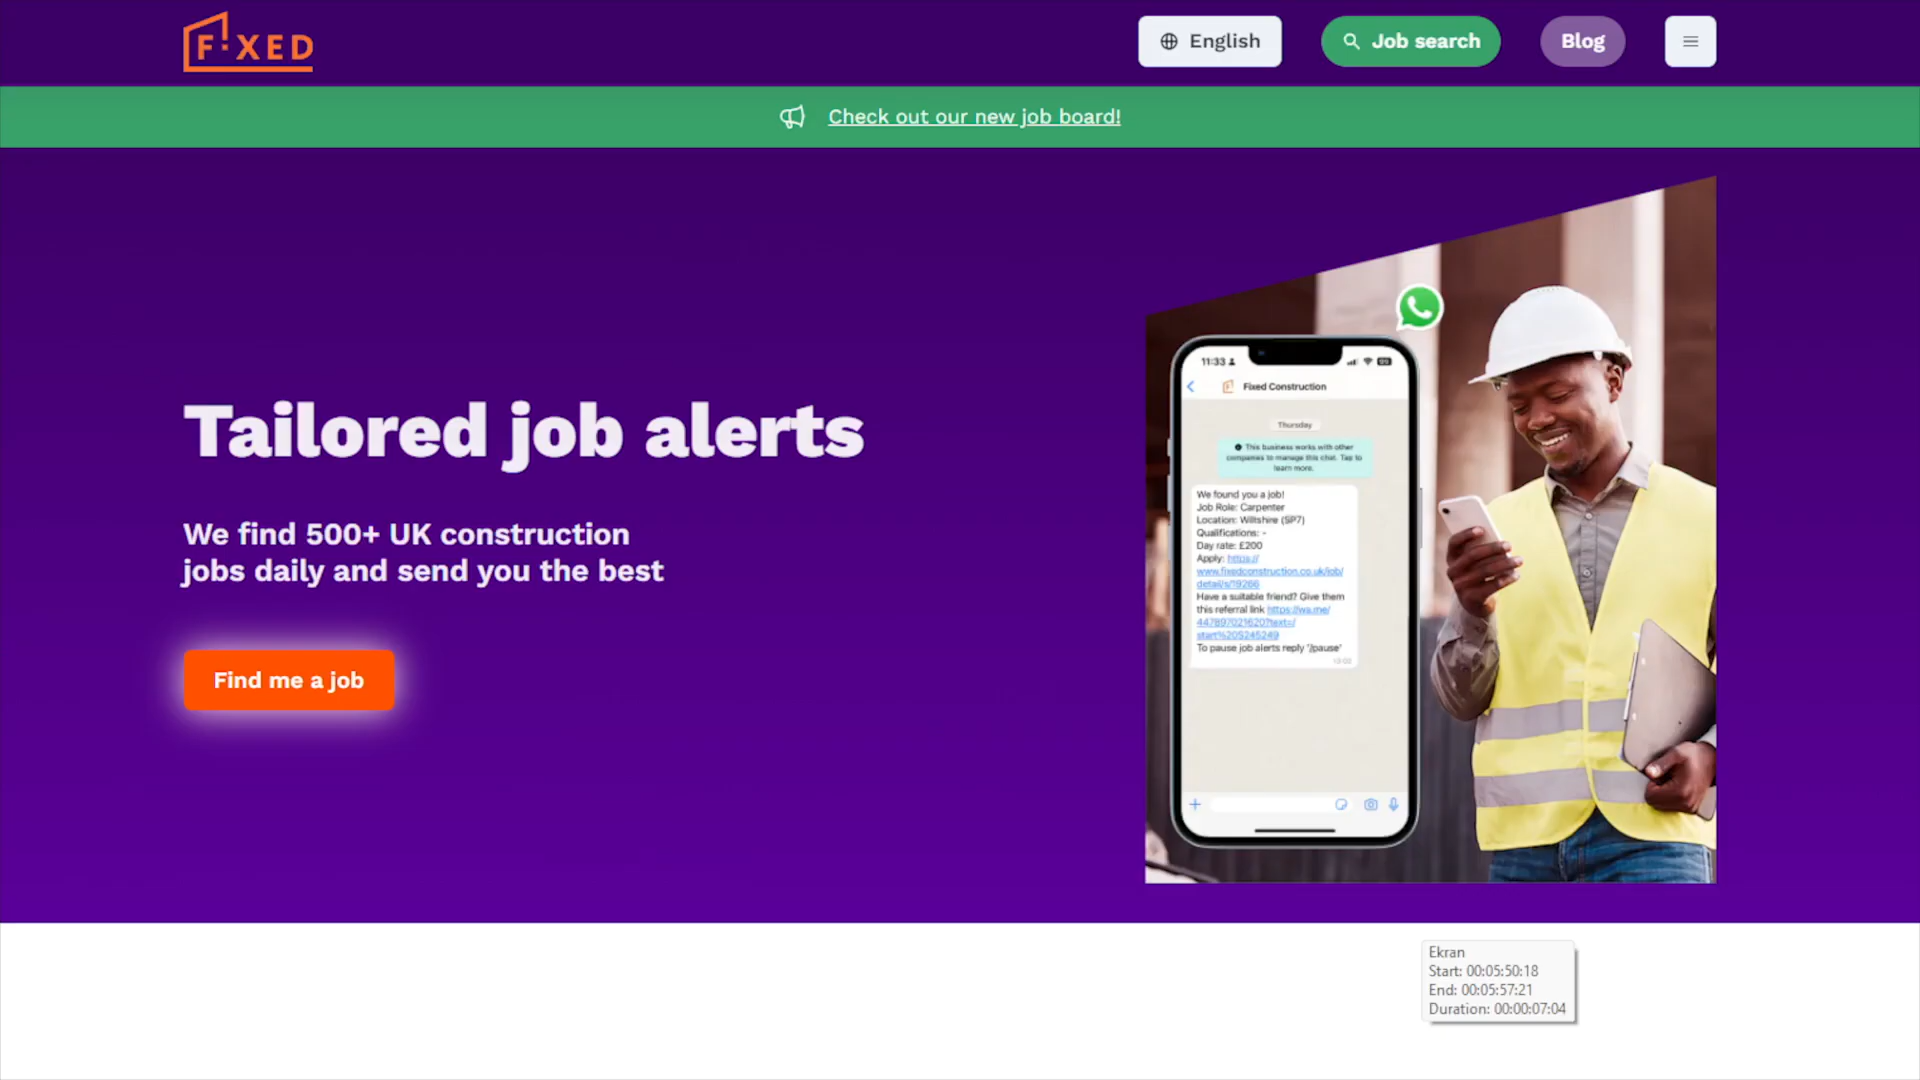 F!XED
English
Job search
Blog
Check out our new job board!
Tailored job alerts
We find 500+ UK construction
jobs daily and send you the best
Find me a job
11:33
Fixed Construction
Thursday
This business works with other
companies to manage this chat. Tap to
learn more.
We found you a job!
Job Role: Carpenter
Location: Wiltshire (SP7)
Qualifications: -
Day rate: £200
Apply: https://
www.fixedconstruction.co.uk/job/
detail/s/19266
Have a suitable friend? Give them
this referral link https://wa.me/
447897021620?text=/
start%20S245249
To pause job alerts reply '/pause'
Ekran
Start: 00:05:50:18
End: 00:05:57:21
Duration: 00:00:07:04